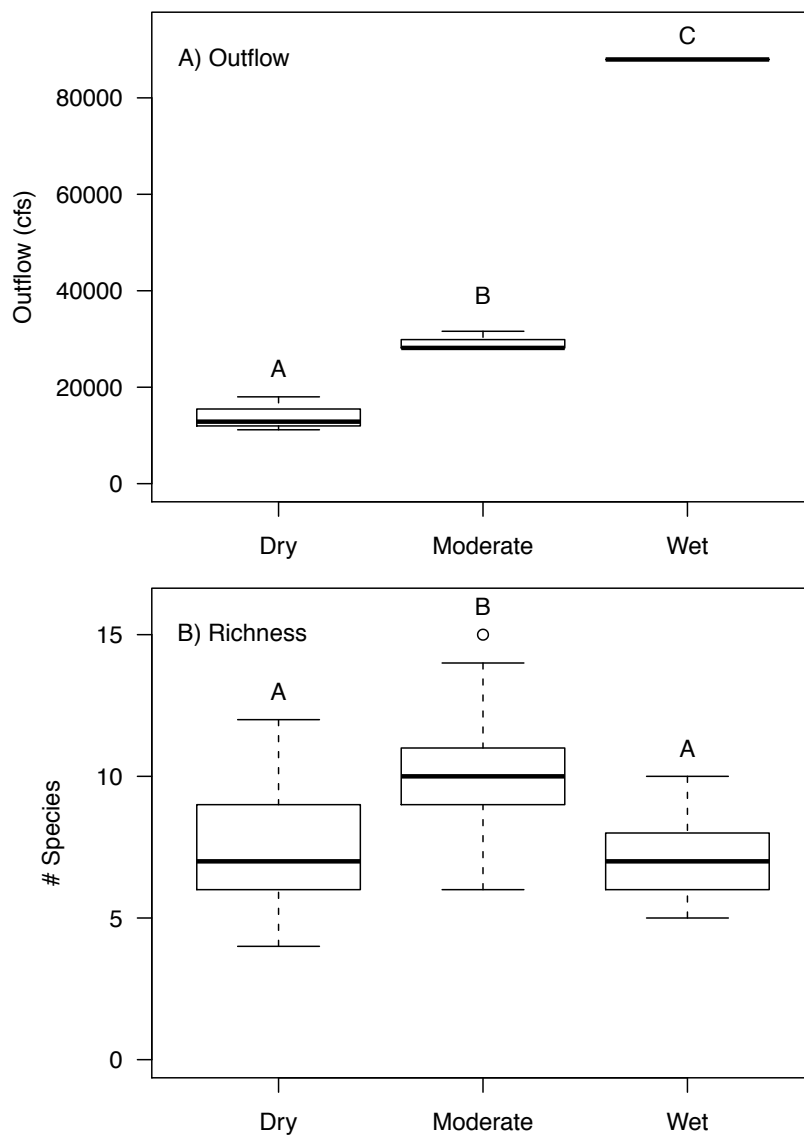 A) Outflow
C
80000
60000
Outflow (cfs)
40000
B
A
20000
0
Dry Moderate Wet
B) Richness
B
15
A
A
10
# Species
5
0
Dry Moderate Wet